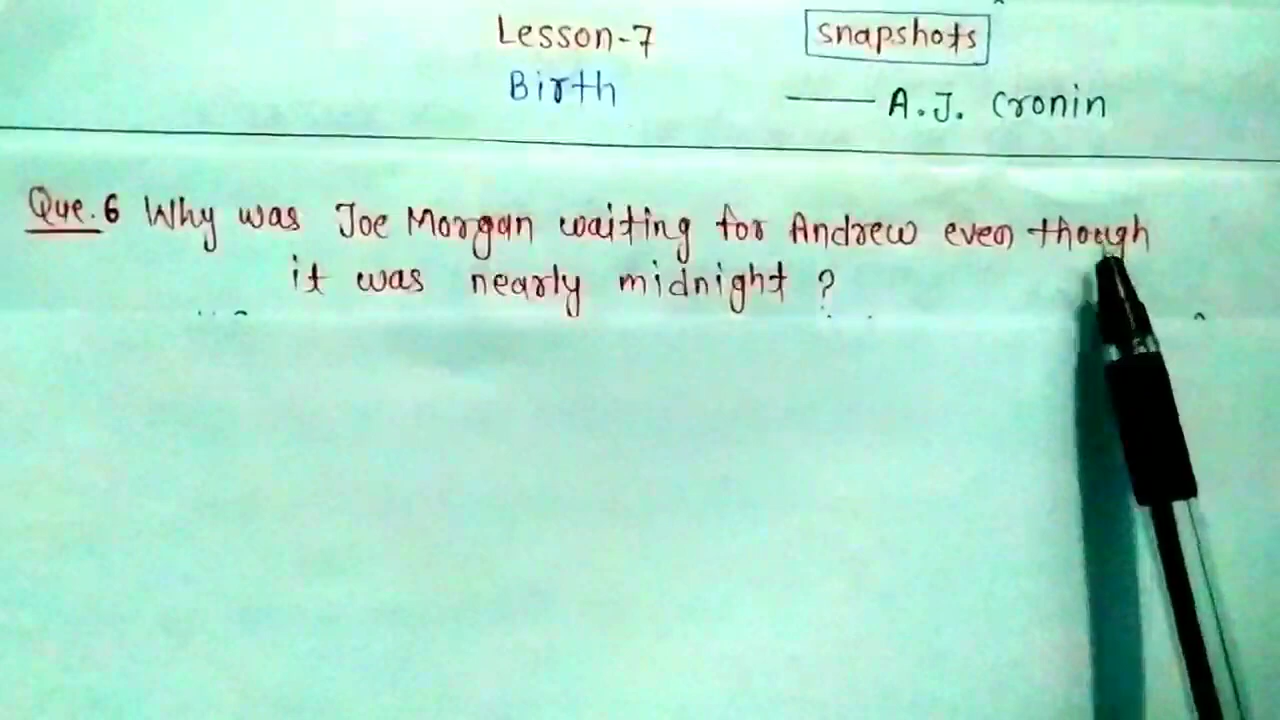 Lesson-7
Snapshots
Birth
A.J. Cronin
Que.6 Why was Joe Morgan waiting for Andrew even though
it was nearly midnight ?